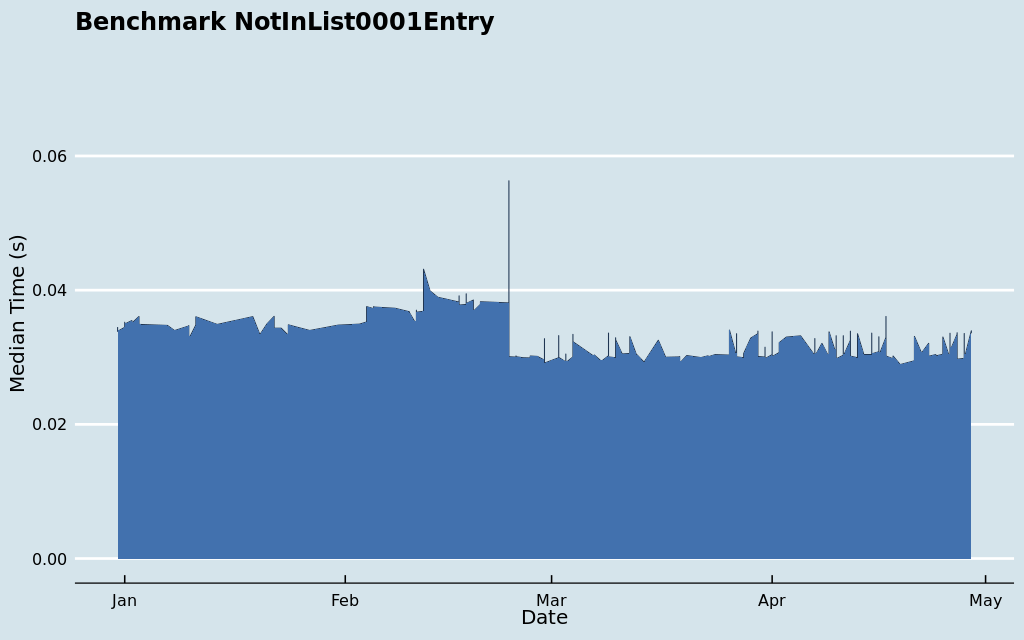 Benchmark NotInList0001Entry
Median Time (s)
0.06
0.04
0.02
0.00
Jan Feb Mar Apr May
Date